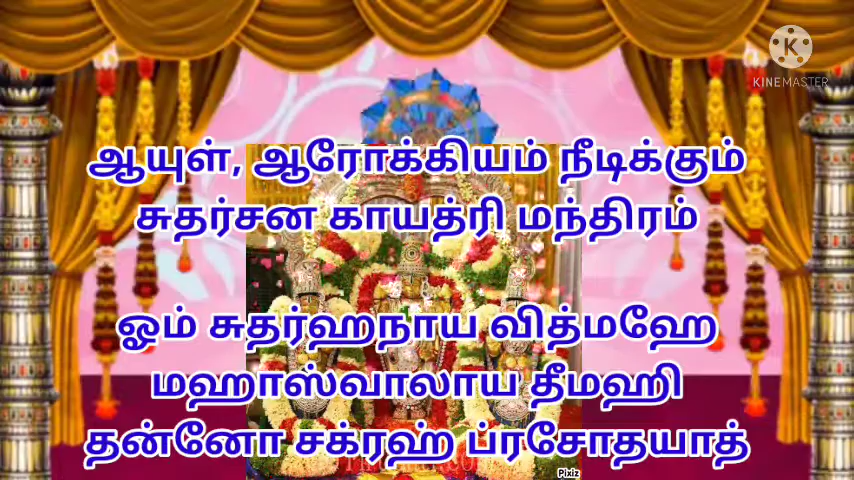 KINEMASTER
ஆயுள், ஆரோக்கியம் நீடிக்கும்
சுதர்சன காயத்ரி மந்திரம்
ஓம் சுதர்ஹநாய வித்மஹே
மஹாஸ்வாலாய தீமஹி
தன்னோ சக்ரஹ் ப்ரசோதயாத்
Pixiz